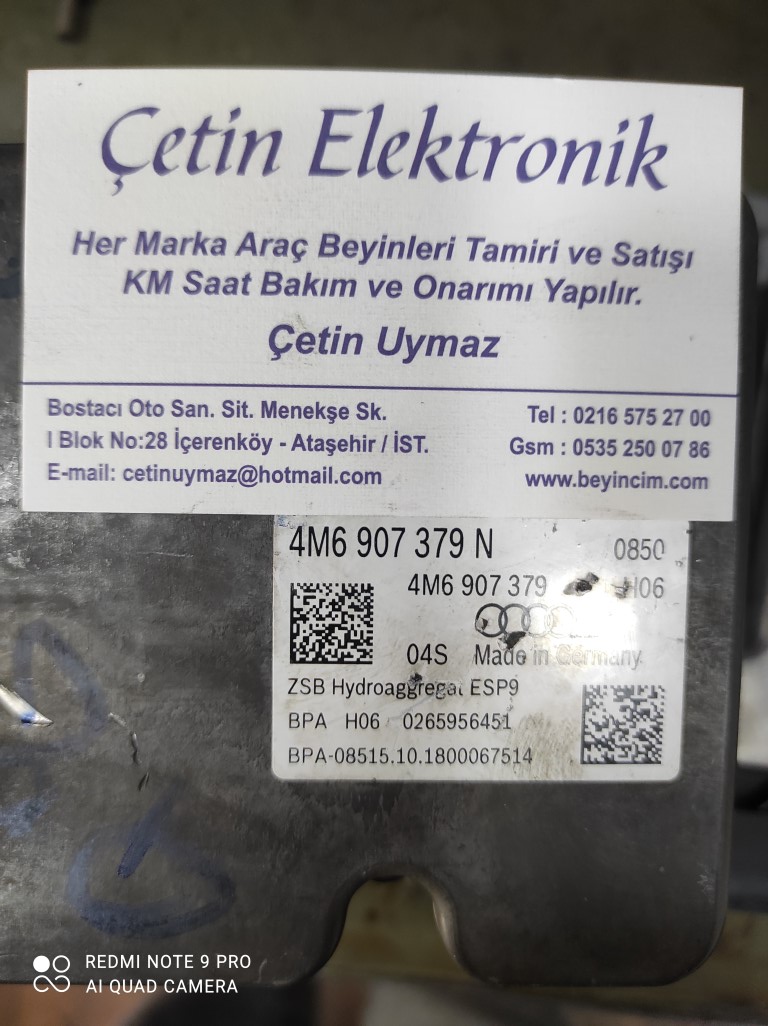 Çetin Elektronik
Her Marka Araç Beyinleri Tamiri ve Satışı
KM Saat Bakım ve Onarımı Yapılır.
Çetin Uymaz
Bostacı Oto San. Sit. Menekşe Sk.
I Blok No:28 İçerenköy - Ataşehir / İST.
E-mail: cetinuymaz@hotmail.com
Tel : 0216 575 27 00
Gsm : 0535 250 07 86
www.beyincim.com
4M6 907 379 N 0850
4M6 907 379 H06
04S Made in Germany
ZSB Hydroaggregat ESP9
BPA H06 0265956451
BPA-08515.10.1800067514
REDMI NOTE 9 PRO
AI QUAD CAMERA